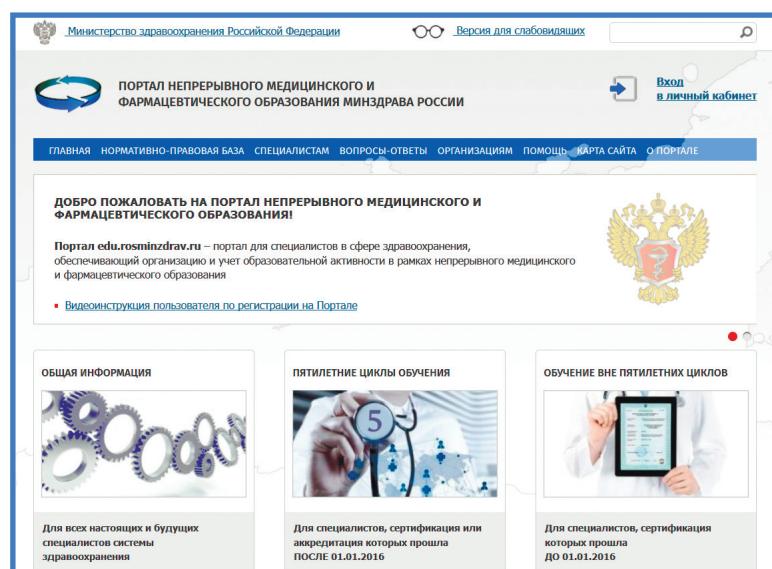 Министерство здравоохранения Российской Федерации
Версия для слабовидящих
ПОРТАЛ НЕПРЕРЫВНОГО МЕДИЦИНСКОГО И
ФАРМАЦЕВТИЧЕСКОГО ОБРАЗОВАНИЯ МИНЗДРАВА РОССИИ
Вход
в личный кабинет
ГЛАВНАЯ НОРМАТИВНО-ПРАВОВАЯ БАЗА СПЕЦИАЛИСТАМ ВОПРОСЫ-ОТВЕТЫ ОРГАНИЗАЦИЯМ ПОМОЩЬ КАРТА САЙТА О ПОРТАЛЕ
ДОБРО ПОЖАЛОВАТЬ НА ПОРТАЛ НЕПРЕРЫВНОГО МЕДИЦИНСКОГО И
ФАРМАЦЕВТИЧЕСКОГО ОБРАЗОВАНИЯ!
Портал edu.rosminzdrav.ru – портал для специалистов в сфере здравоохранения,
обеспечивающий организацию и учет образовательной активности в рамках непрерывного медицинского
и фармацевтического образования
Видеоинструкция пользователя по регистрации на Портале
ОБЩАЯ ИНФОРМАЦИЯ
Для всех настоящих и будущих
специалистов системы
здравоохранения
ПЯТИЛЕТНИЕ ЦИКЛЫ ОБУЧЕНИЯ
5
Для специалистов, сертификация или
аккредитация которых прошла
ПОСЛЕ 01.01.2016
ОБУЧЕНИЕ ВНЕ ПЯТИЛЕТНИХ ЦИКЛОВ
Для специалистов, сертификация
которых прошла
ДО 01.01.2016